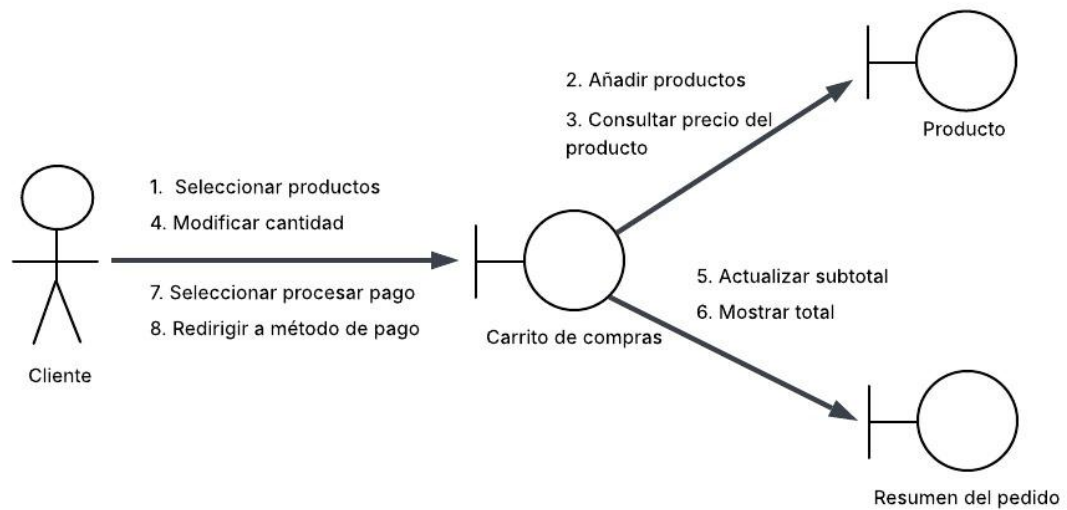 2. Añadir productos
3. Consultar precio del
producto
Producto
1. Seleccionar productos
4. Modificar cantidad
7. Seleccionar procesar pago
8. Redirigir a método de pago
Cliente
Carrito de compras
5. Actualizar subtotal
6. Mostrar total
Resumen del pedido